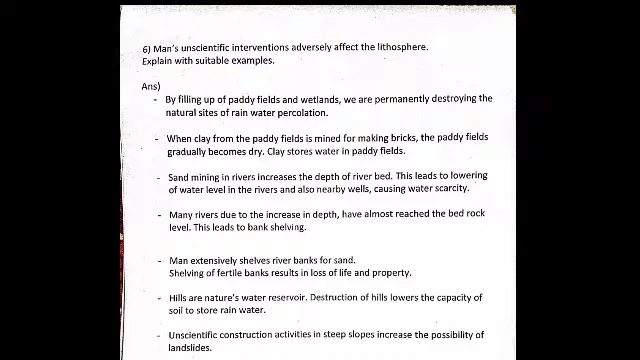 6) Man's unscientific interventions adversely affect the lithosphere.
Explain with suitable examples.
Ans)
- By filling up of paddy fields and wetlands, we are permanently destroying the
natural sites of rain water percolation.
- When clay from the paddy fields is mined for making bricks, the paddy fields
gradually becomes dry. Clay stores water in paddy fields.
- Sand mining in rivers increases the depth of river bed. This leads to lowering
of water level in the rivers and also nearby wells, causing water scarcity.
- Many rivers due to the increase in depth, have almost reached the bed rock
level. This leads to bank shelving.
- Man extensively shelves river banks for sand.
Shelving of fertile banks results in loss of life and property.
- Hills are nature's water reservoir. Destruction of hills lowers the capacity of
soil to store rain water.
- Unscientific construction activities in steep slopes increase the possibility of
landslides.